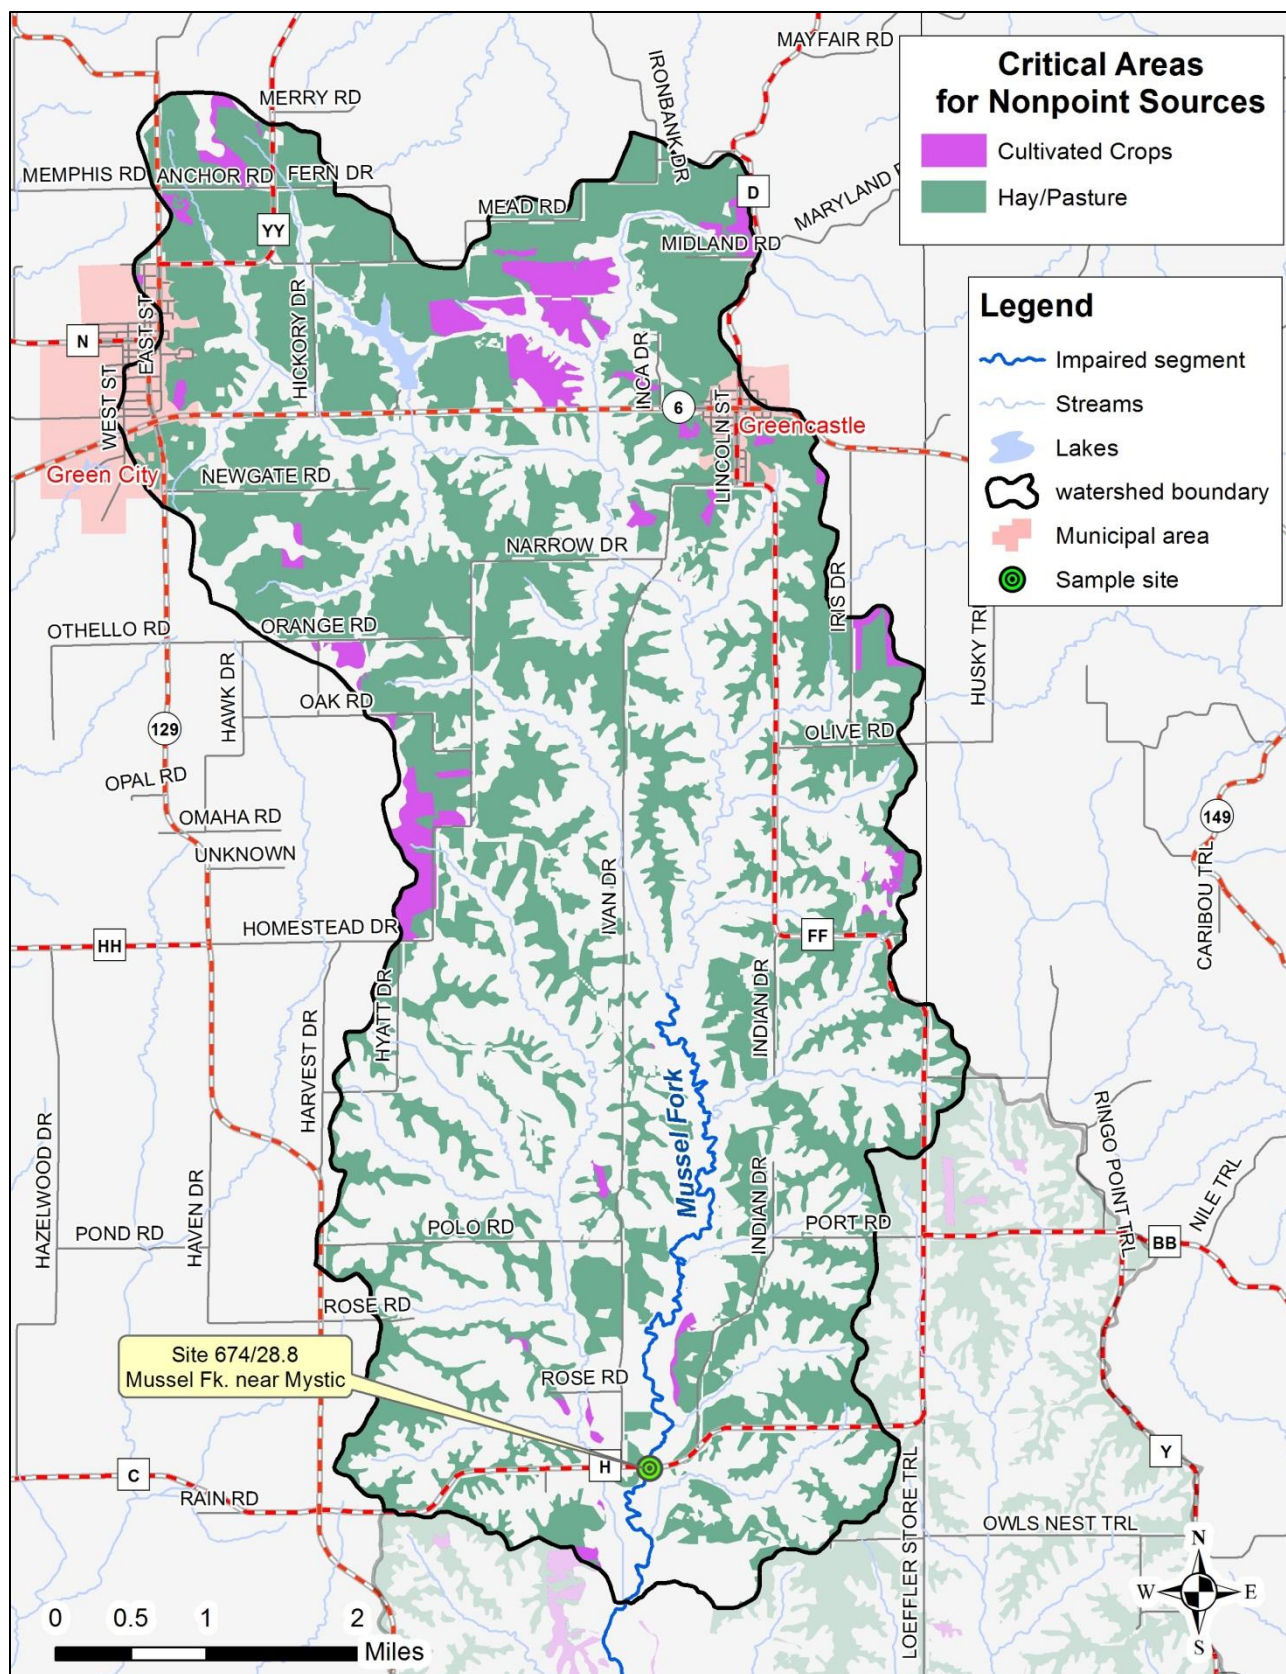 MAYFAIR RD
IRONBANK DR
Critical Areas
for Nonpoint Sources
Cultivated Crops
Hay/Pasture
MERRY RD
MEMPHIS RD
ANCHOR RD
FERN DR
D
MARYLAND
MEAD RD
YY
MIDLAND RD
Legend
Impaired segment
Streams
Lakes
watershed boundary
Municipal area
Sample site
HICKORY DR
EAST ST
N
WEST ST
INCA DR
6
LINCOLN ST
Greencastle
Green City
NEWGATE RD
NARROW DR
IRIS DR
HUSKY TRL
OTHELLO RD
ORANGE RD
HAWK DR
OAK RD
129
OLIVE RD
OPAL RD
OMAHA RD
UNKNOWN
149
CARIBOU TRL
IVAN DR
HOMESTEAD DR
HH
FF
HYATT DR
INDIAN DR
HARVEST DR
Mussel Fork
HAZELWOOD DR
HAVEN DR
RINGO POINT TRL
NILE TRL
POND RD
POLO RD
INDIAN DR
PORT RD
BB
ROSE RD
Site 674/28.8
Mussel Fk. near Mystic
ROSE RD
H
C
RAIN RD
Y
LOEFFLER STORE TRL
OWLS NEST TRL
N
W
E
S
0 0.5 1 2
Miles